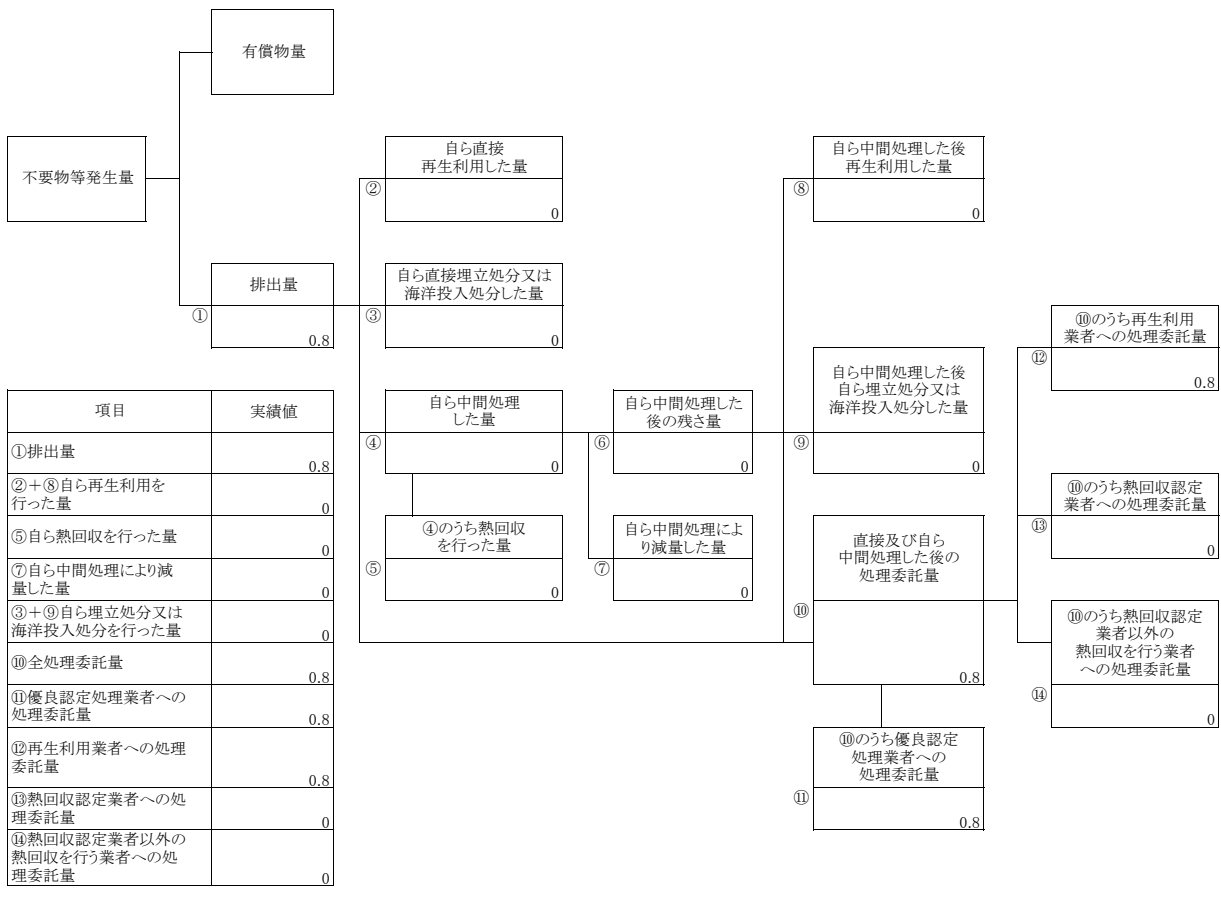 有償物量
不要物等発生量
排出量
①
0.8
自ら直接
再生利用した量
②
0
自ら直接埋立処分又は
海洋投入処分した量
③
0
自ら中間処理
した量
④
0
④のうち熱回収
を行った量
⑤
0
自ら中間処理した
後の残さ量
⑥
0
自ら中間処理によ
り減量した量
⑦
0
自ら中間処理した後
再生利用した量
⑧
0
自ら中間処理した後
自ら埋立処分又は
海洋投入処分した量
⑨
0
直接及び自ら
中間処理した後の
処理委託量
⑩
0.8
⑩のうち優良認定
処理業者への
処理委託量
⑪
0.8
⑩のうち再生利用
業者への処理委託量
⑫
0.8
⑩のうち熱回収認定
業者への処理委託量
⑬
0
⑩のうち熱回収認定
業者以外の
熱回収を行う業者
への処理委託量
⑭
0
項目 実績値
①排出量
0.8
②＋⑧自ら再生利用を
行った量
0
⑤自ら熱回収を行った量
0
⑦自ら中間処理により減
量した量
0
③＋⑨自ら埋立処分又は
海洋投入処分を行った量
0
⑩全処理委託量
0.8
⑪優良認定処理業者への
処理委託量
0.8
⑫再生利用業者への処理
委託量
0.8
⑬熱回収認定業者への処
理委託量
0
⑭熱回収認定業者以外の
熱回収を行う業者への処
理委託量
0